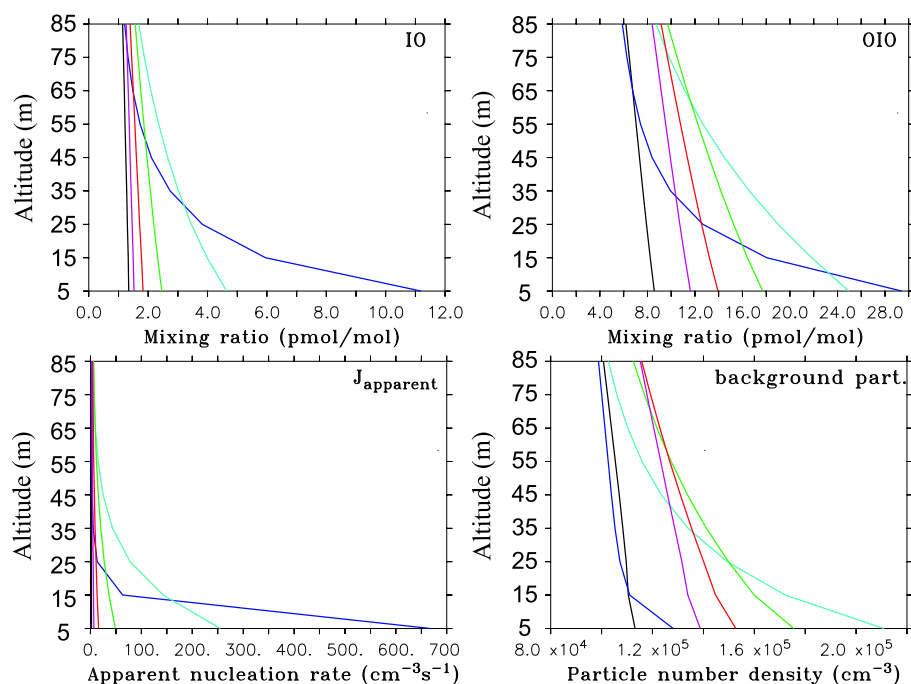 85 IO 85 OIO
75 75
65 65
55 55
45 45
35 35
25 25
15 15
5 5
Altitude (m) Altitude (m)
0.0 2.0 4.0 6.0 8.0 10.0 12.0 0.0 4.0 8.0 12.0 16.0 20.0 24.0 28.0
Mixing ratio (pmol/mol) Mixing ratio (pmol/mol)
85 J_apparent 85 background part.
75 75
65 65
55 55
45 45
35 35
25 25
15 15
5 5
Altitude (m) Altitude (m)
0.0 100. 200. 300. 400. 500. 600. 700 8.0 x10⁴ 1.2 x10⁵ 1.6 x10⁵ 2.0 x10⁵
Apparent nucleation rate (cm⁻³s⁻¹) Particle number density (cm⁻³)